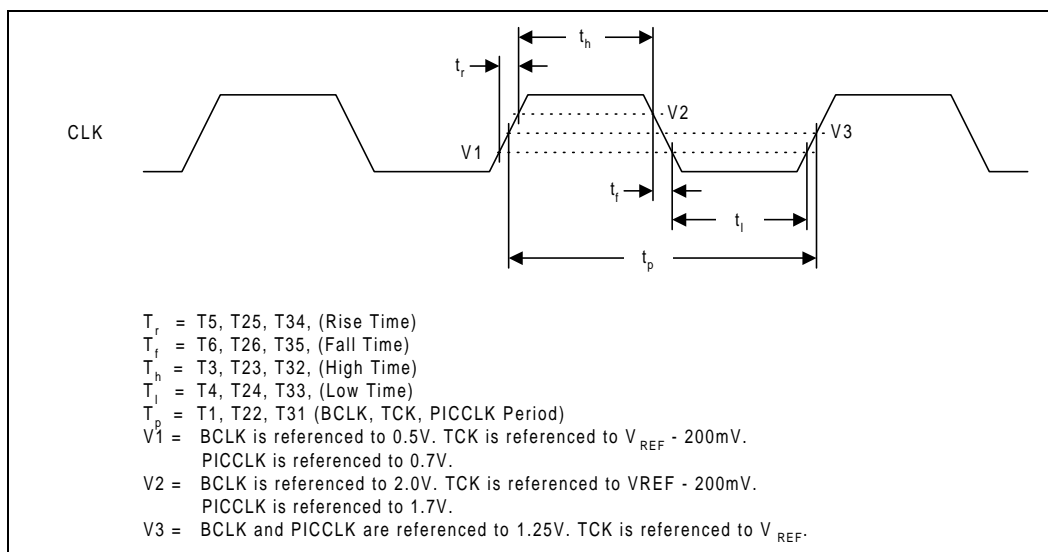 t_h
t_r
CLK
V2
V3
V1
t_f
t_l
t_p
T_r = T5, T25, T34, (Rise Time)
T_f = T6, T26, T35, (Fall Time)
T_h = T3, T23, T32, (High Time)
T_l = T4, T24, T33, (Low Time)
T_p = T1, T22, T31 (BCLK, TCK, PICCLK Period)
V1 = BCLK is referenced to 0.5V. TCK is referenced to V_REF - 200mV.
PICCLK is referenced to 0.7V.
V2 = BCLK is referenced to 2.0V. TCK is referenced to VREF - 200mV.
PICCLK is referenced to 1.7V.
V3 = BCLK and PICCLK are referenced to 1.25V. TCK is referenced to V_REF.